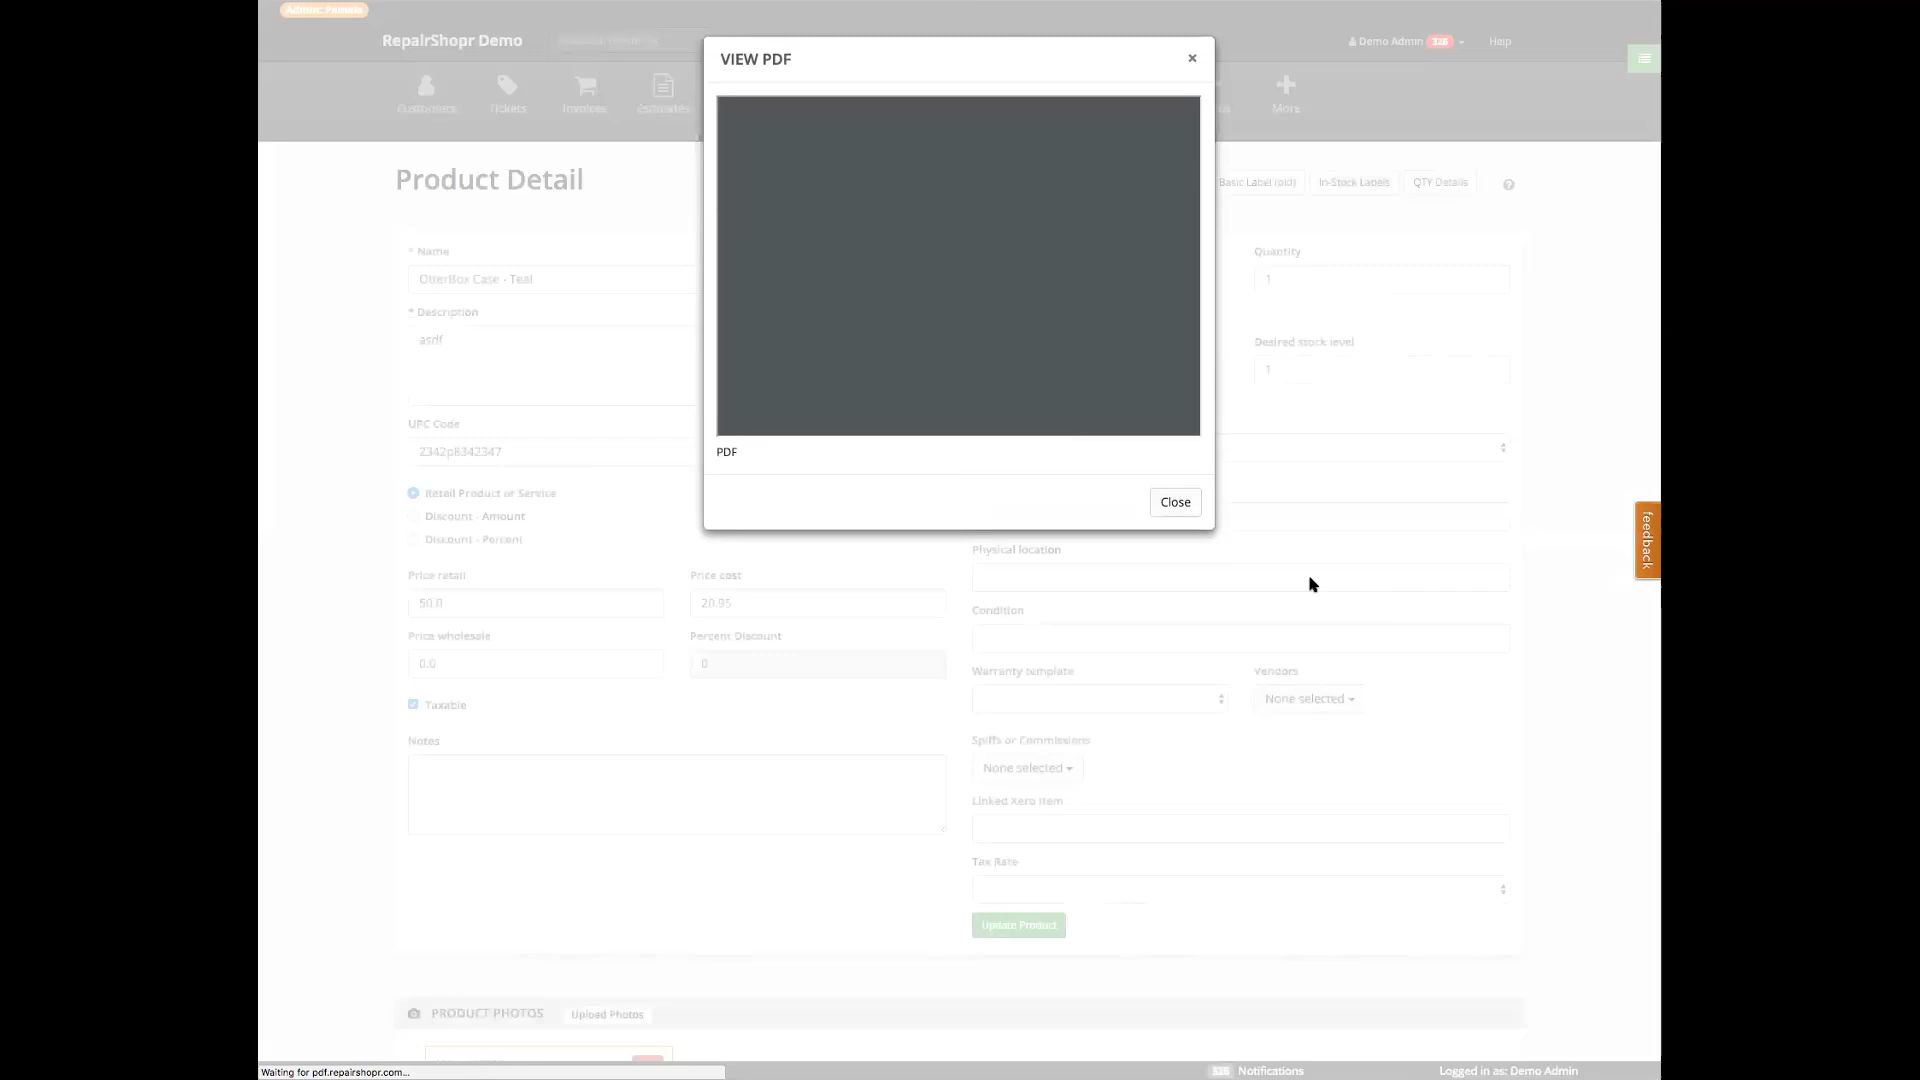 Admin: Pamela
RepairShopr Demo
Demo Admin 326
Help
VIEW PDF
×
Customers
Tickets
Invoices
Estimates
More
Product Detail
Basic Label (old)
In-Stock Labels
QTY Details
* Name
Quantity
OtterBox Case - Teal
1
* Description
asdf
Desired stock level
1
UPC Code
2342p8342347
PDF
Retail Product or Service
Close
Discount - Amount
Discount - Percent
feedback
Physical location
Price retail
Price cost
50.0
20.95
Condition
Price wholesale
Percent Discount
0.0
0
Warranty template
Vendors
None selected
Taxable
Notes
Spiffs or Commissions
None selected
Linked Xero Item
Tax Rate
Update Product
PRODUCT PHOTOS
Upload Photos
Waiting for pdf.repairshopr.com...
326 Notifications
Logged in as: Demo Admin